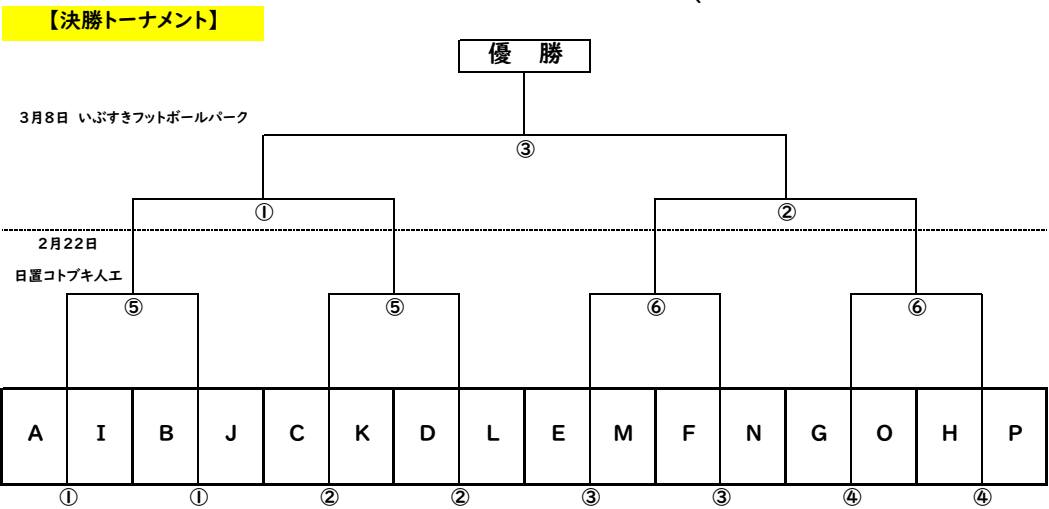 【決勝トーナメント】
優 勝
3月8日 いぶすきフットボールパーク
③
① ②
2月22日
日置コトブキ人工
⑤ ⑤ ⑥ ⑥
A I B J C K D L E M F N G O H P
① ① ② ② ③ ③ ④ ④